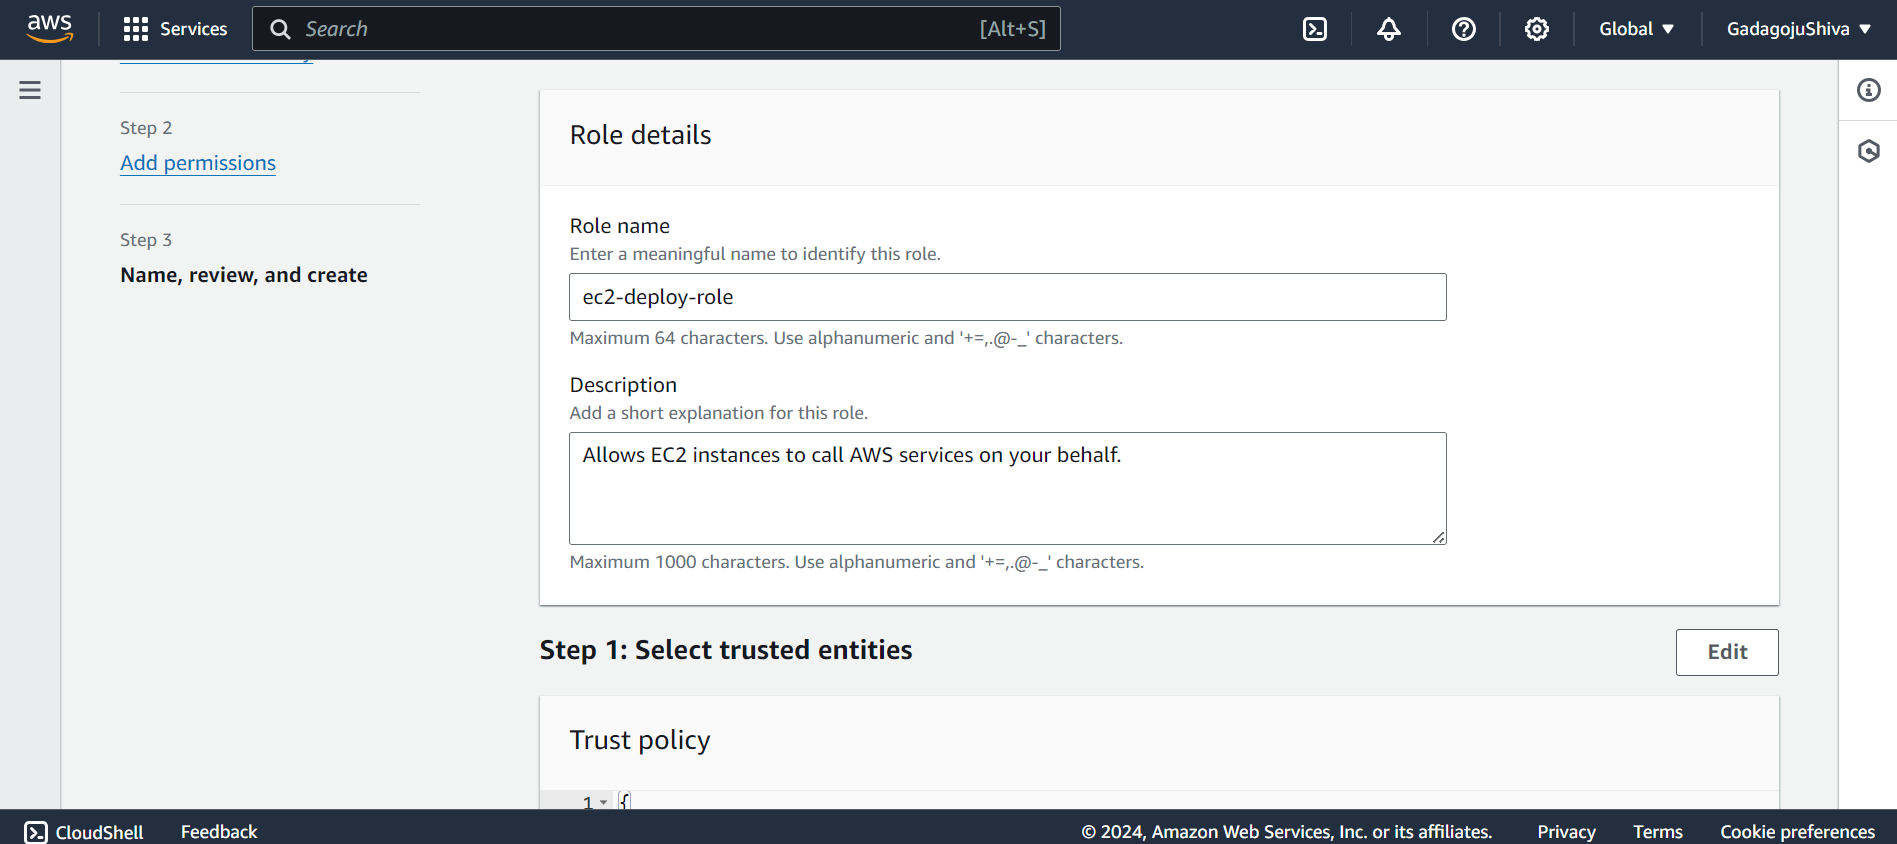 aws
Services
Search
[Alt+S]
Global
GadagojuShiva
Step 2
Add permissions
Step 3
Name, review, and create
Role details
Role name
Enter a meaningful name to identify this role.
ec2-deploy-role
Maximum 64 characters. Use alphanumeric and '+=,.@-_' characters.
Description
Add a short explanation for this role.
Allows EC2 instances to call AWS services on your behalf.
Maximum 1000 characters. Use alphanumeric and '+=,.@-_' characters.
Step 1: Select trusted entities
Edit
Trust policy
1 {
CloudShell
Feedback
© 2024, Amazon Web Services, Inc. or its affiliates.
Privacy
Terms
Cookie preferences